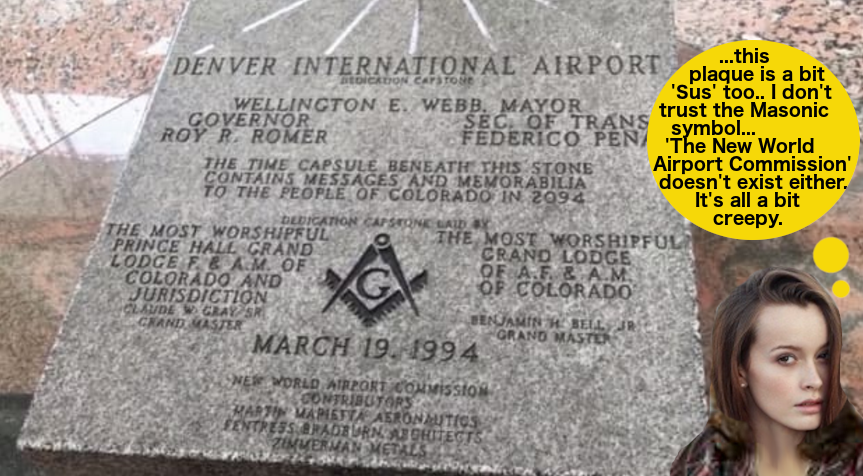 DENVER INTERNATIONAL AIRPORT
DEDICATION CAPSTONE
WELLINGTON E. WEBB, MAYOR
GOVERNOR
ROY R. ROMER
SEC. OF TRANS
FEDERICO PEN
THE TIME CAPSULE BENEATH THIS STONE
CONTAINS MESSAGES AND MEMORABILIA
TO THE PEOPLE OF COLORADO IN 2094
DEDICATION CAPSTONE LAID BY
THE MOST WORSHIPFUL
PRINCE HALL GRAND
LODGE F. & A.M. OF
COLORADO AND
JURISDICTION
CLAUDE W. GRAY SR.
GRAND MASTER
G
THE MOST WORSHIPFUL
GRAND LODGE
OF A.F. & A.M.
OF COLORADO
BENJAMIN H. BELL, JR.
GRAND MASTER
MARCH 19, 1994
NEW WORLD AIRPORT COMMISSION
CONTRIBUTORS
MARTIN MARIETTA AERONAUTICS
FENTRESS BRADBURN ARCHITECTS
ZIMMERMAN METALS
...this
plaque is a bit
'Sus' too.. I don't
trust the Masonic
symbol...
'The New World
Airport Commission'
doesn't exist either.
It's all a bit
creepy.